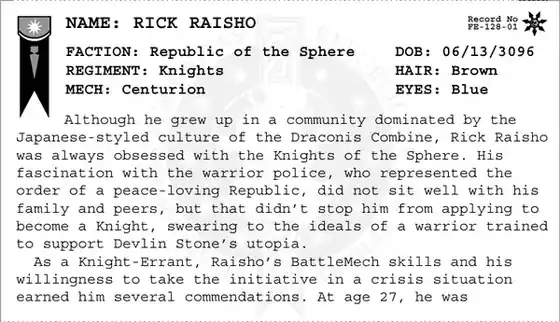 NAME: RICK RAISHO
Record No
FE-128-01
FACTION: Republic of the Sphere
DOB: 06/13/3096
REGIMENT: Knights
HAIR: Brown
MECH: Centurion
EYES: Blue
Although he grew up in a community dominated by the
Japanese-styled culture of the Draconis Combine, Rick Raisho
was always obsessed with the Knights of the Sphere. His
fascination with the warrior police, who represented the
order of a peace-loving Republic, did not sit well with his
family and peers, but that didn’t stop him from applying to
become a Knight, swearing to the ideals of a warrior trained
to support Devlin Stone’s utopia.
As a Knight-Errant, Raisho’s BattleMech skills and his
willingness to take the initiative in a crisis situation
earned him several commendations. At age 27, he was